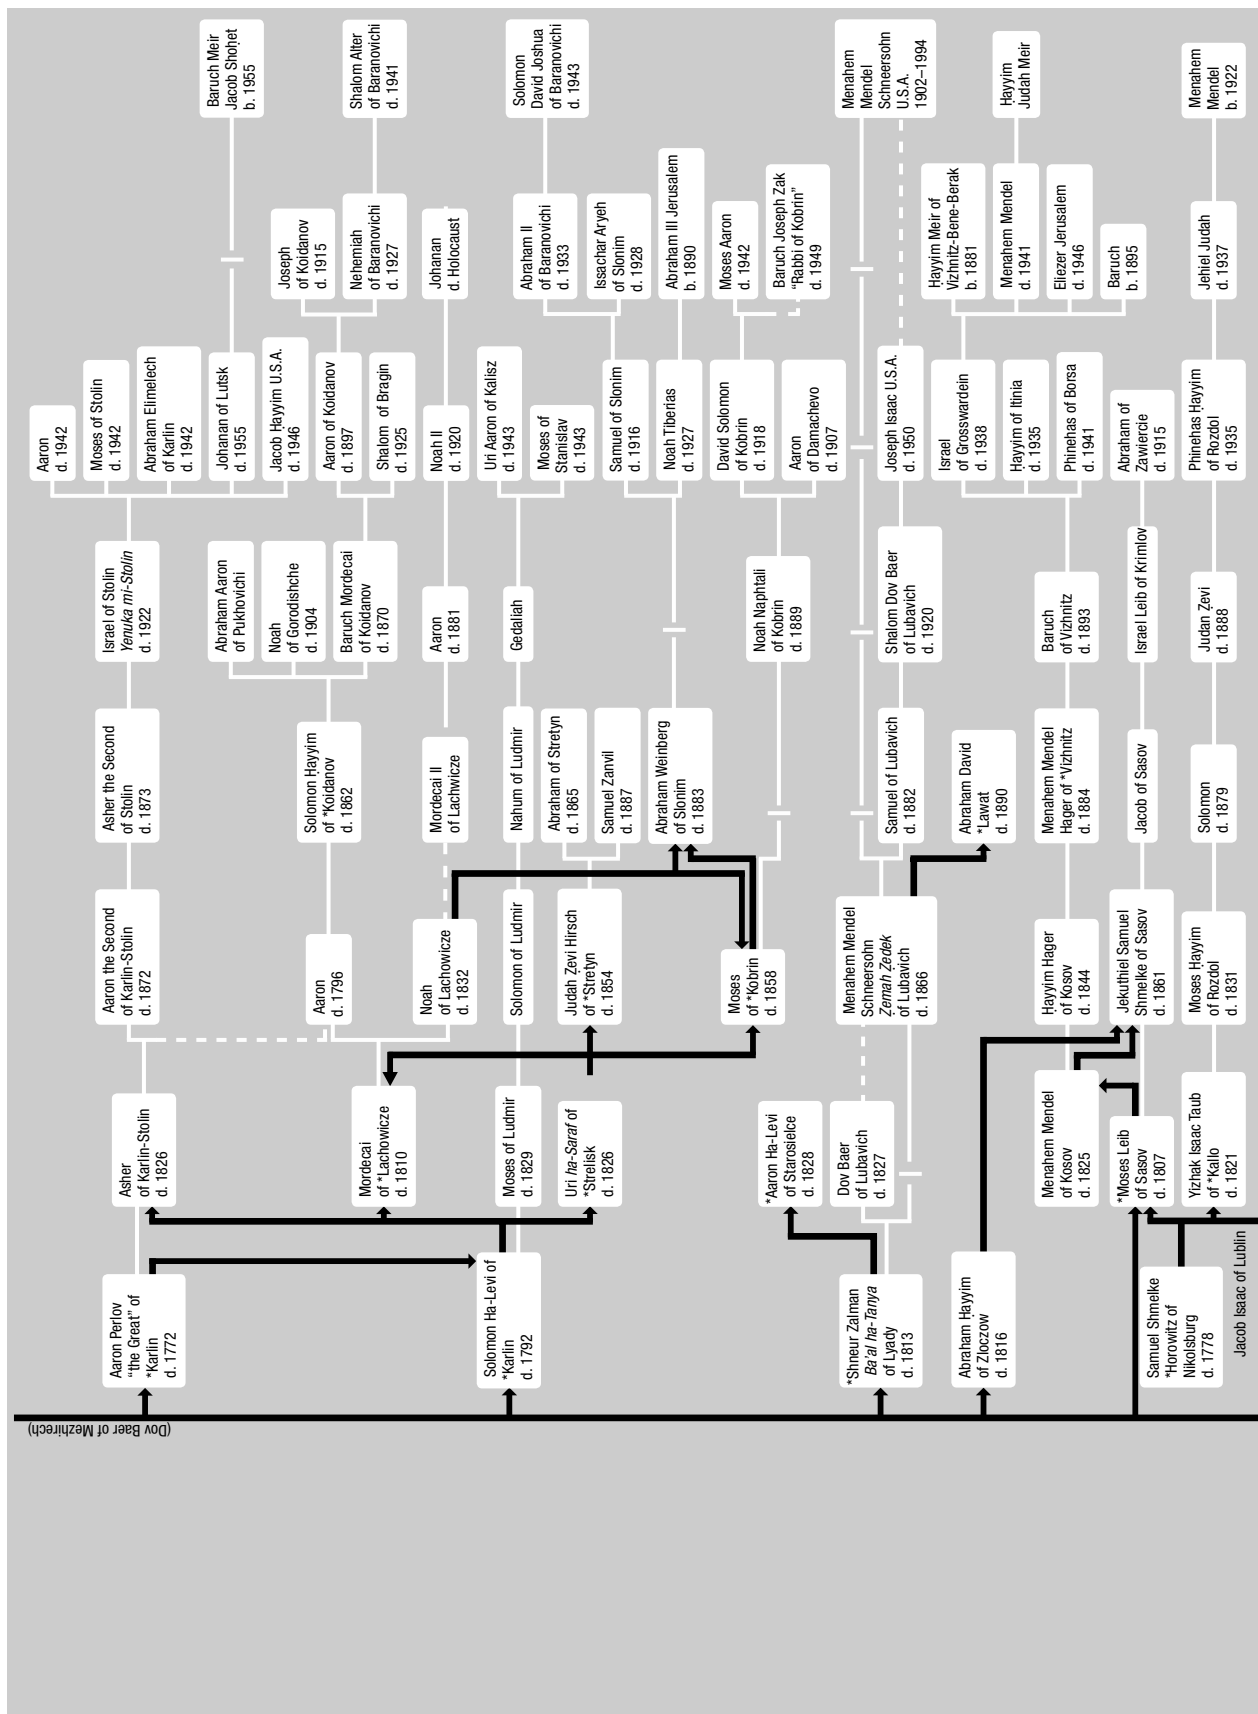 (Dov Baer of Mezhirech)
Aaron Perlov
“the Great” of
*Karlin
d. 1772
Solomon Ha-Levi of
*Karlin
d. 1792
*Shneur Zalman
Ba'al ha-Tanya
of Lyady
d. 1813
Abraham Ḥayyim
of Zloczow
d. 1816
Samuel Shmelke
*Horowitz of
Nikolsburg
d. 1778
Jacob Isaac of Lublin
Asher
of Karlin-Stolin
d. 1826
Mordecai
of *Lachowicze
d. 1810
Moses of Ludmir
d. 1829
Uri ha-Saraf of
*Strelisk
d. 1826
*Aaron Ha-Levi
of Starosielce
d. 1828
Dov Baer
of Lubavich
d. 1827
Menahem Mendel
of Kosov
d. 1825
*Moses Leib
of Sasov
d. 1807
Yizhak Isaac Taub
of *Kallo
d. 1821
Aaron the Second
of Karlin-Stolin
d. 1872
Aaron
d. 1796
Noah
of Lachowicze
d. 1832
Solomon of Ludmir
Judah Ẓevi Hirsch
of *Stretyn
d. 1854
Moses
of *Kobrin
d. 1858
Menahem Mendel
Schneersohn
Ẓemaḥ Ẓedek
of Lubavich
d. 1866
Ḥayyim Hager
of Kosov
d. 1844
Jekuthiel Samuel
Shmelke of Sasov
d. 1861
Moses Ḥayyim
of Rozdol
d. 1831
Asher the Second
of Stolin
d. 1873
Solomon Ḥayyim
of *Koidanov
d. 1862
Mordecai II
of Lachwicze
Nahum of Ludmir
Abraham of Stretyn
d. 1865
Samuel Zanvil
d. 1887
Abraham Weinberg
of Slonim
d. 1883
Samuel of Lubavich
d. 1882
Abraham David
*Lawat
d. 1890
Menahem Mendel
Hager of *Vizhnitz
d. 1884
Jacob of Sasov
Solomon
d. 1879
Israel of Stolin
Yenuka mi-Stolin
d. 1922
Abraham Aaron
of Pukhovichi
Noah
of Gorodishche
d. 1904
Baruch Mordecai
of Koidanov
d. 1870
Aaron
d. 1881
Gedaliah
Noah Naphtali
of Kobrin
d. 1889
Shalom Dov Baer
of Lubavich
d. 1920
Baruch
of Vizhnitz
d. 1893
Israel Leib of Krimlov
Judan Ẓevi
d. 1888
Aaron
d. 1942
Moses of Stolin
d. 1942
Abraham Elimelech
of Karlin
d. 1942
Johanan of Lutsk
d. 1955
Jacob Ḥayyim U.S.A.
d. 1946
Aaron of Koidanov
d. 1897
Shalom of Bragin
d. 1925
Noah II
d. 1920
Uri Aaron of Kalisz
d. 1943
Moses of
Stanislav
d. 1943
Samuel of Slonim
d. 1916
Noah Tiberias
d. 1927
David Solomon
of Kobrin
d. 1918
Aaron
of Damachevo
d. 1907
Joseph Isaac U.S.A.
d. 1950
Israel
of Grosswardein
d. 1938
Ḥayyim of Itinia
d. 1935
Phinehas of Borsa
d. 1941
Abraham of
Zawiercie
d. 1915
Phinehas Ḥayyim
of Rozdol
d. 1935
Joseph
of Koidanov
d. 1915
Nehemiah
of Baranovichi
d. 1927
Johanan
d. Holocaust
Abraham II
of Baranovichi
d. 1933
Issachar Aryeh
of Slonim
d. 1928
Abraham III Jerusalem
b. 1890
Moses Aaron
d. 1942
Baruch Joseph Zak
“Rabbi of Kobrin”
d. 1949
Ḥayyim Meir of
Vizhnitz-Bene-Berak
b. 1881
Menahem Mendel
d. 1941
Eliezer Jerusalem
d. 1946
Baruch
b. 1895
Jehiel Judah
d. 1937
Baruch Meir
Jacob Shoḥet
b. 1955
Shalom Alter
of Baranovichi
d. 1941
Solomon
David Joshua
of Baranovichi
d. 1943
Menahem
Mendel
Schneersohn
U.S.A.
1902–1994
Ḥayyim
Judah Meir
Menahem
Mendel
b. 1922